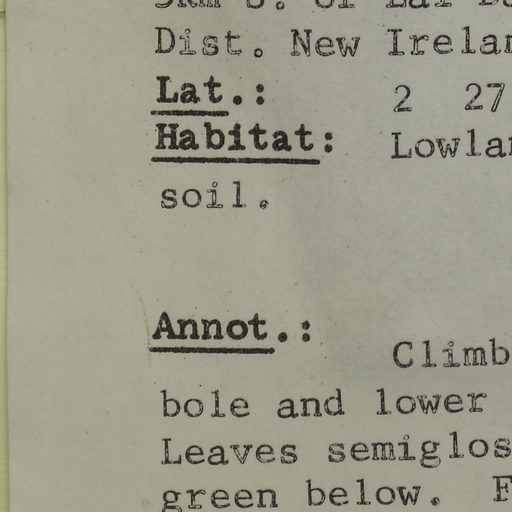 Dist. New Irelan
Lat.: 2 27
Habitat: Lowlan
soil.
Annot.:
Climb
bole and lower
Leaves semiglos
green below. F